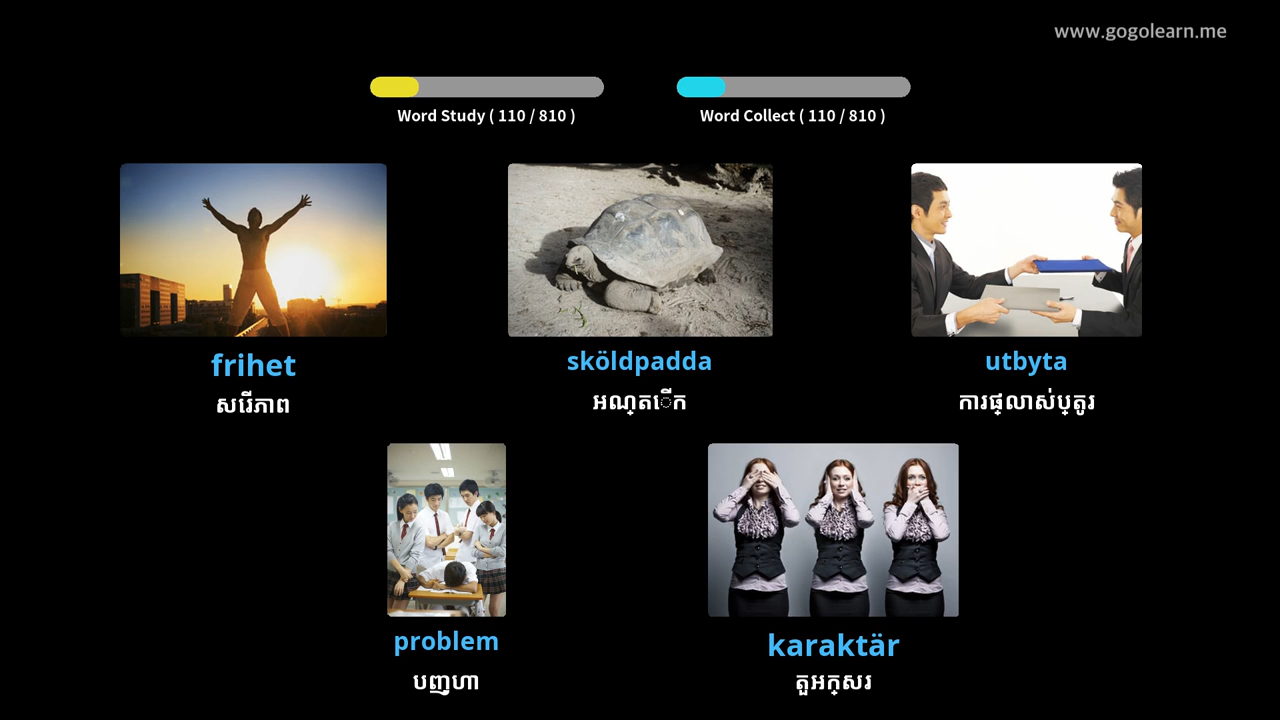 www.gogolearn.me
Word Study ( 110 / 810 )
Word Collect ( 110 / 810 )
frihet
sköldpadda
utbyta
សេរីភាព
អណ្តើក
ការផ្លាស់ប្តូរ
problem
karaktär
បញ្ហា
តួអក្សរ